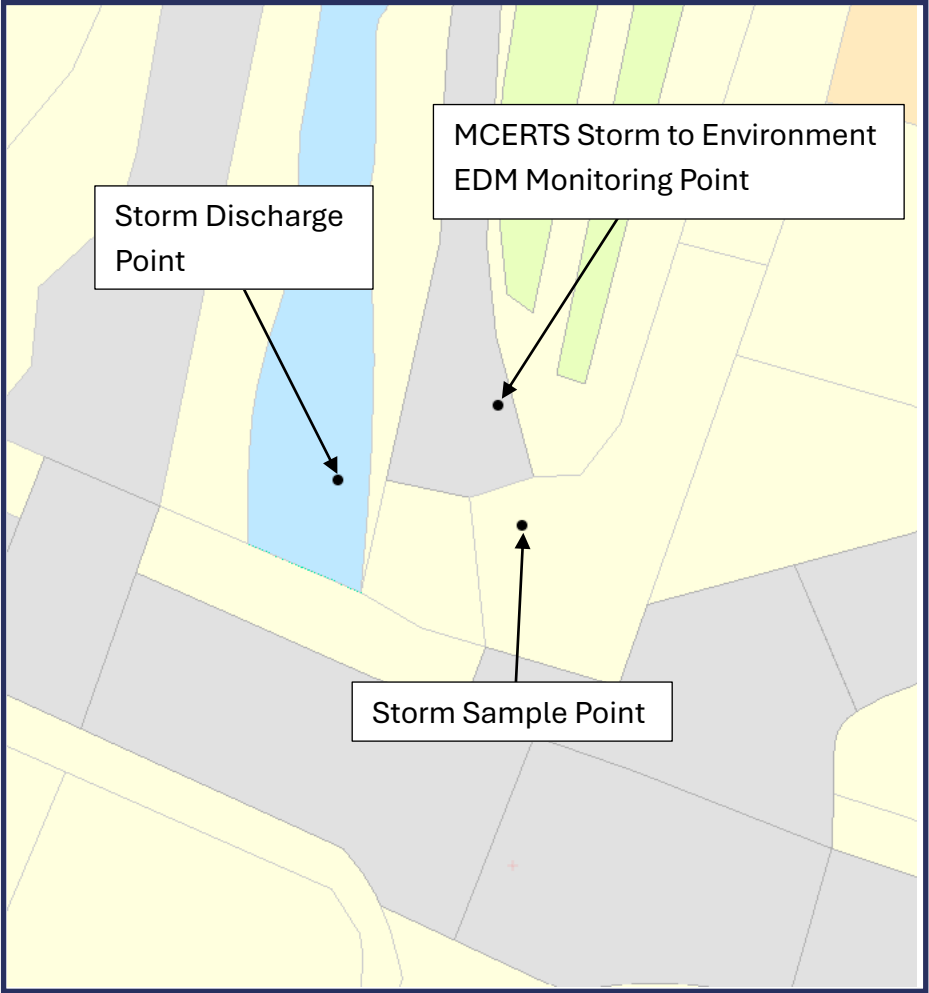 MCERTS Storm to Environment
EDM Monitoring Point
Storm Discharge
Point
Storm Sample Point